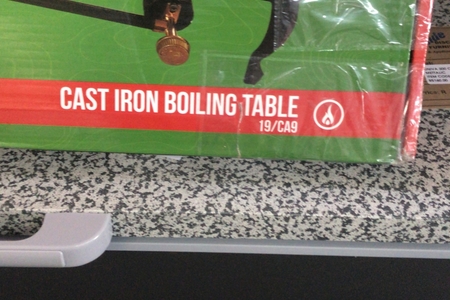 CAST IRON BOILING TABLE
19/CA9